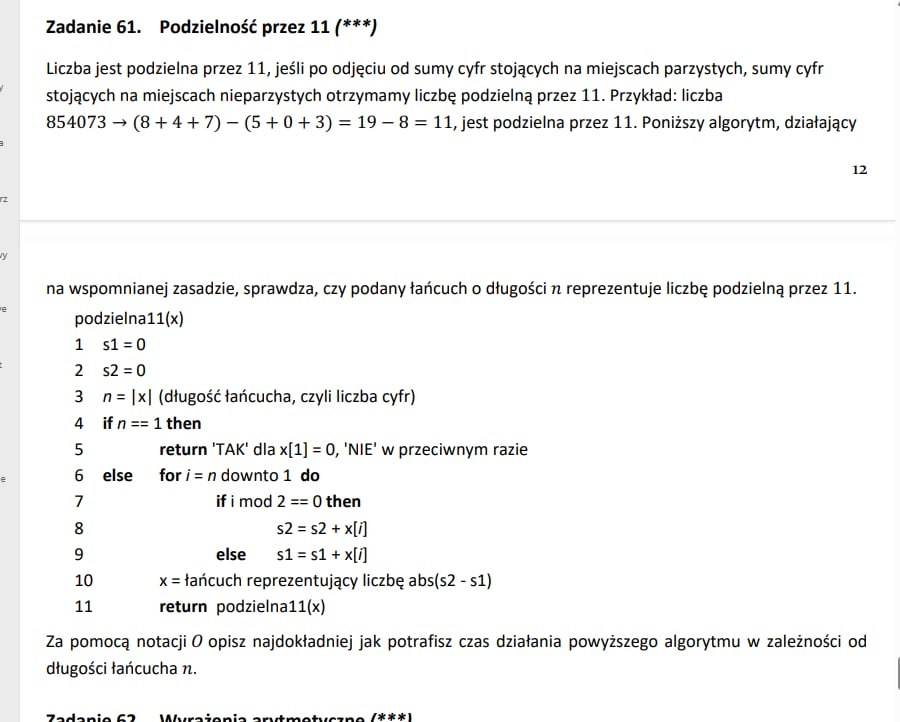 Zadanie 61. Podzielność przez 11 (***)
Liczba jest podzielna przez 11, jeśli po odjęciu od sumy cyfr stojących na miejscach parzystych, sumy cyfr
stojących na miejscach nieparzystych otrzymamy liczbę podzielną przez 11. Przykład: liczba
854073 → (8 + 4 + 7) − (5 + 0 + 3) = 19 − 8 = 11, jest podzielna przez 11. Poniższy algorytm, działający
12
na wspomnianej zasadzie, sprawdza, czy podany łańcuch o długości n reprezentuje liczbę podzielną przez 11.
podzielna11(x)
1 s1 = 0
2 s2 = 0
3 n = |x| (długość łańcucha, czyli liczba cyfr)
4 if n == 1 then
5 return 'TAK' dla x[1] = 0, 'NIE' w przeciwnym razie
6 else for i = n downto 1 do
7 if i mod 2 == 0 then
8 s2 = s2 + x[i]
9 else s1 = s1 + x[i]
10 x = łańcuch reprezentujący liczbę abs(s2 - s1)
11 return podzielna11(x)
Za pomocą notacji O opisz najdokładniej jak potrafisz czas działania powyższego algorytmu w zależności od
długości łańcucha n.
Zadanie 62. Wyrażenia arytmetyczne (***)